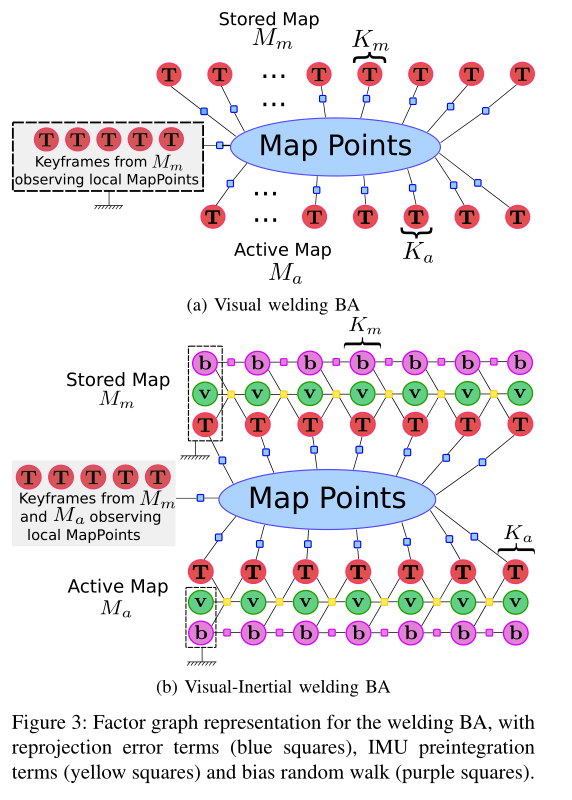 Stored Map
M_m
K_m
T T ... T T T T T
...
T T T T T
Keyframes from M_m
observing local MapPoints
Map Points
...
T ... T T T T T
Active Map
M_a
K_a
(a) Visual welding BA
K_m
b b b b b b b
Stored Map
M_m
v v v v v v v
T T T T T T T
T T T T T
Keyframes from M_m
and M_a observing
local MapPoints
Map Points
K_a
T T T T T T T
Active Map
M_a
v v v v v v v
b b b b b b b
(b) Visual-Inertial welding BA
Figure 3: Factor graph representation for the welding BA, with
reprojection error terms (blue squares), IMU preintegration
terms (yellow squares) and bias random walk (purple squares).